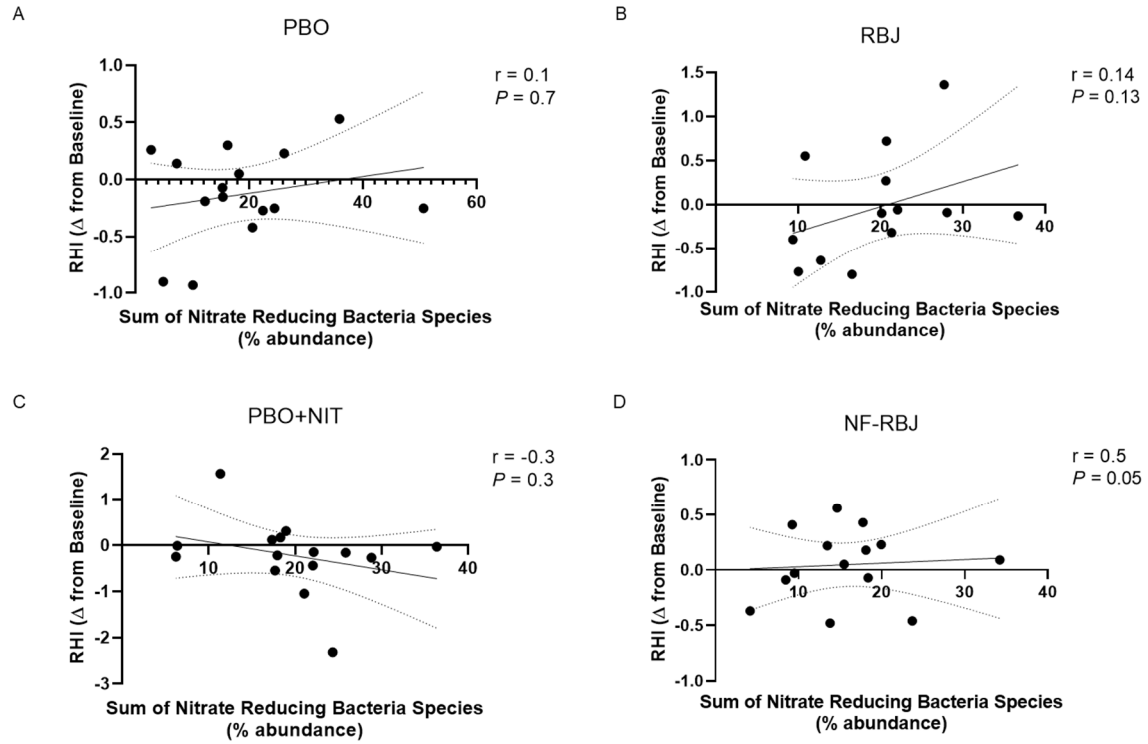 A
PBO
r = 0.1
P = 0.7
1.0
0.5
0.0
-0.5
-1.0
20
40
60
RHI (Δ from Baseline)
Sum of Nitrate Reducing Bacteria Species
(% abundance)
B
RBJ
r = 0.14
P = 0.13
1.5
1.0
0.5
0.0
-0.5
-1.0
10
20
30
40
RHI (Δ from Baseline)
Sum of Nitrate Reducing Bacteria Species
(% abundance)
C
PBO+NIT
r = -0.3
P = 0.3
2
1
0
-1
-2
-3
10
20
30
40
RHI (Δ from Baseline)
Sum of Nitrate Reducing Bacteria Species
(% abundance)
D
NF-RBJ
r = 0.5
P = 0.05
1.0
0.5
0.0
-0.5
-1.0
10
20
30
40
RHI (Δ from Baseline)
Sum of Nitrate Reducing Bacteria Species
(% abundance)